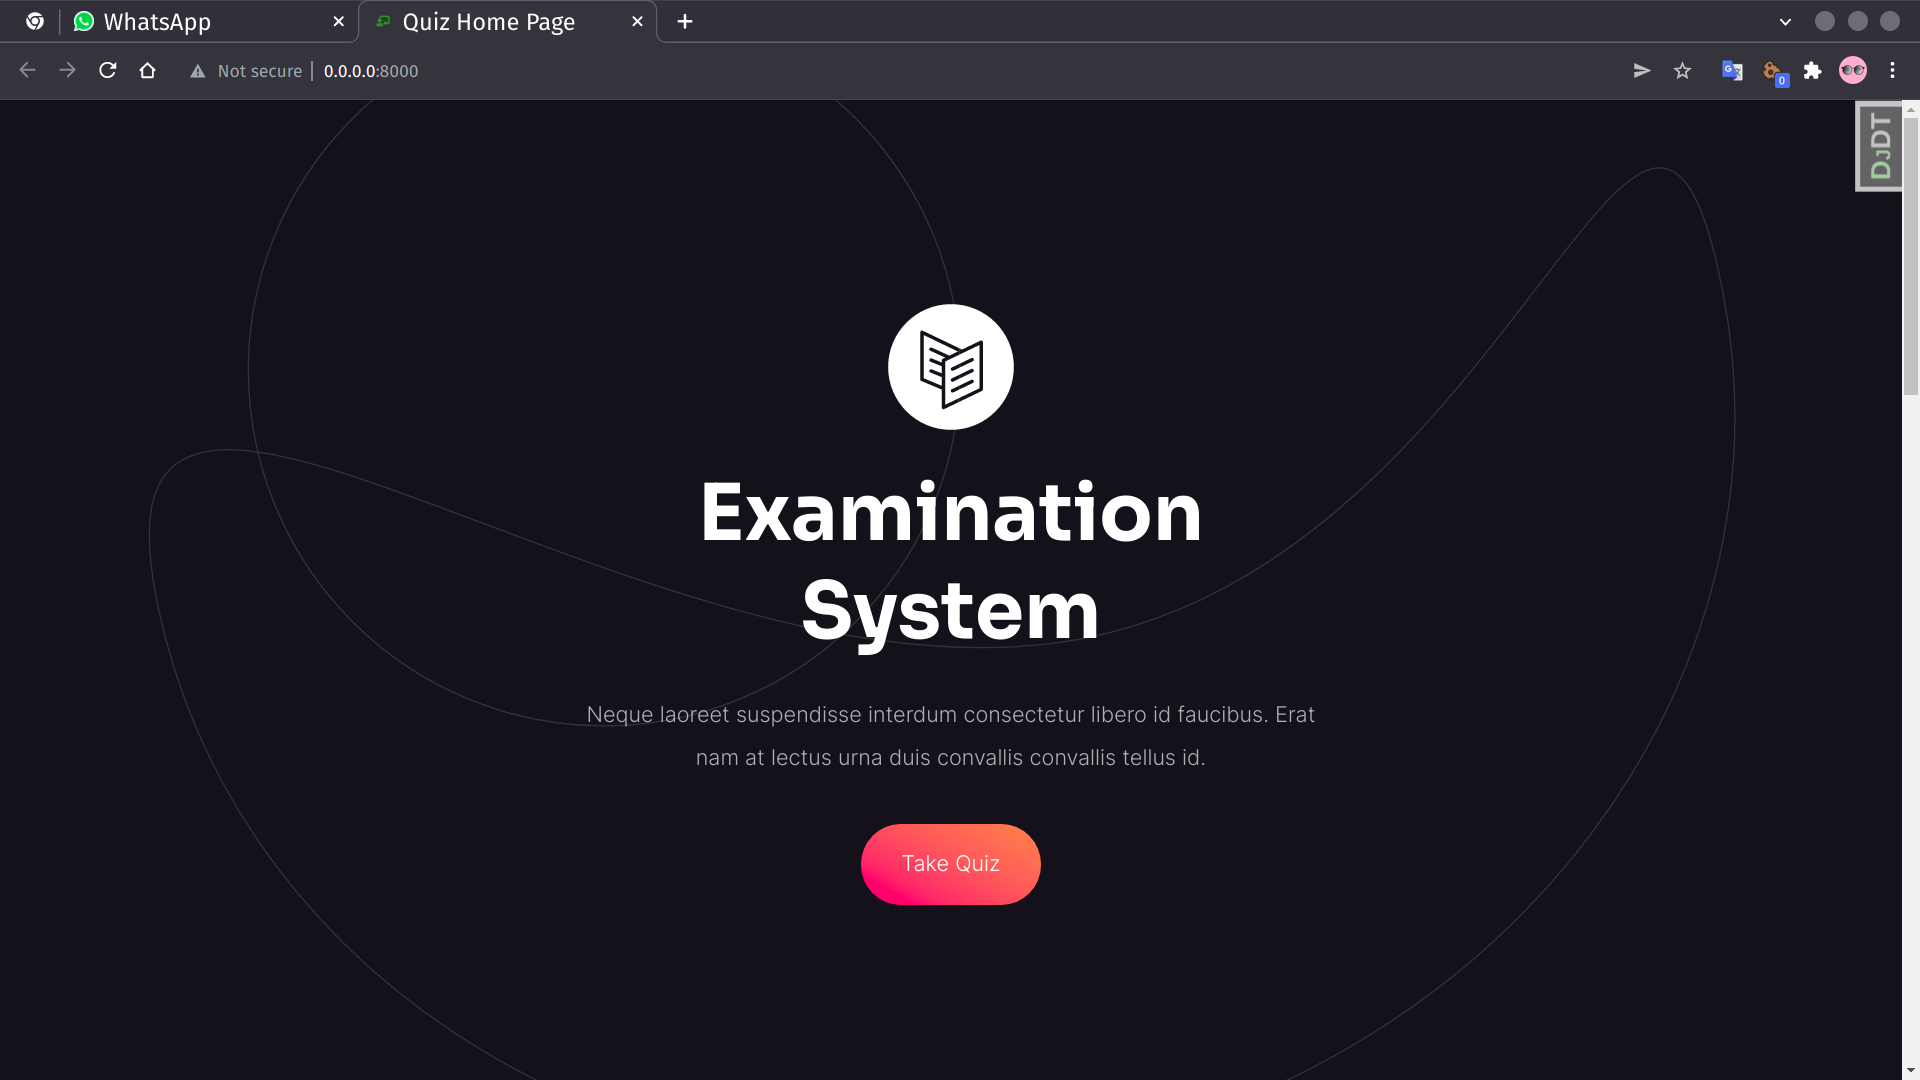 WhatsApp
Quiz Home Page
Not secure
0.0.0.0:8000
0
DJDT
Examination
System
Neque laoreet suspendisse interdum consectetur libero id faucibus. Erat
nam at lectus urna duis convallis convallis tellus id.
Take Quiz